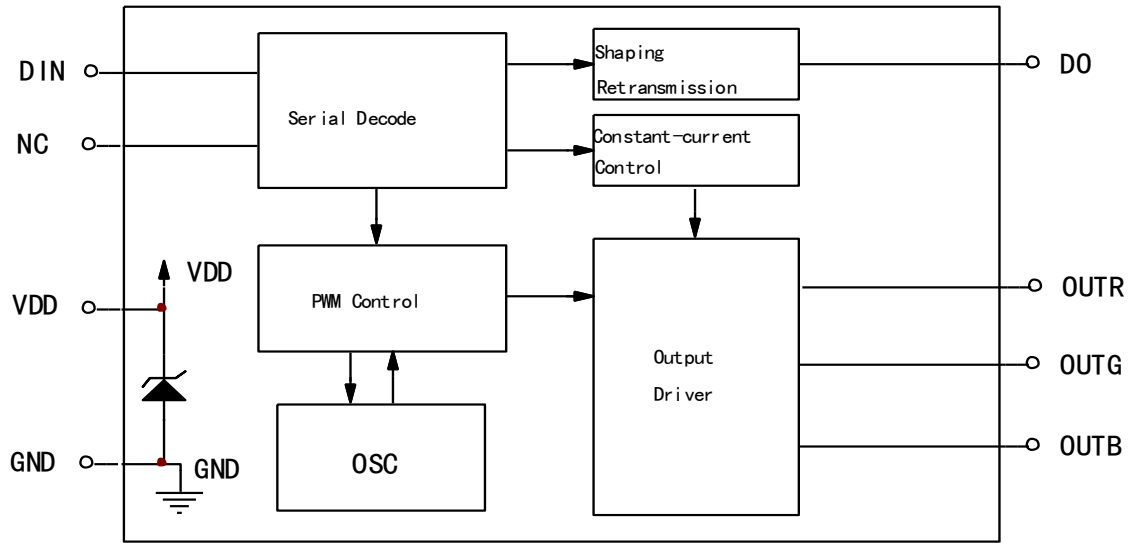 DIN
NC
VDD
GND
VDD
GND
Serial Decode
PWM Control
OSC
Shaping
Retransmission
Constant-current
Control
Output
Driver
DO
OUTR
OUTG
OUTB